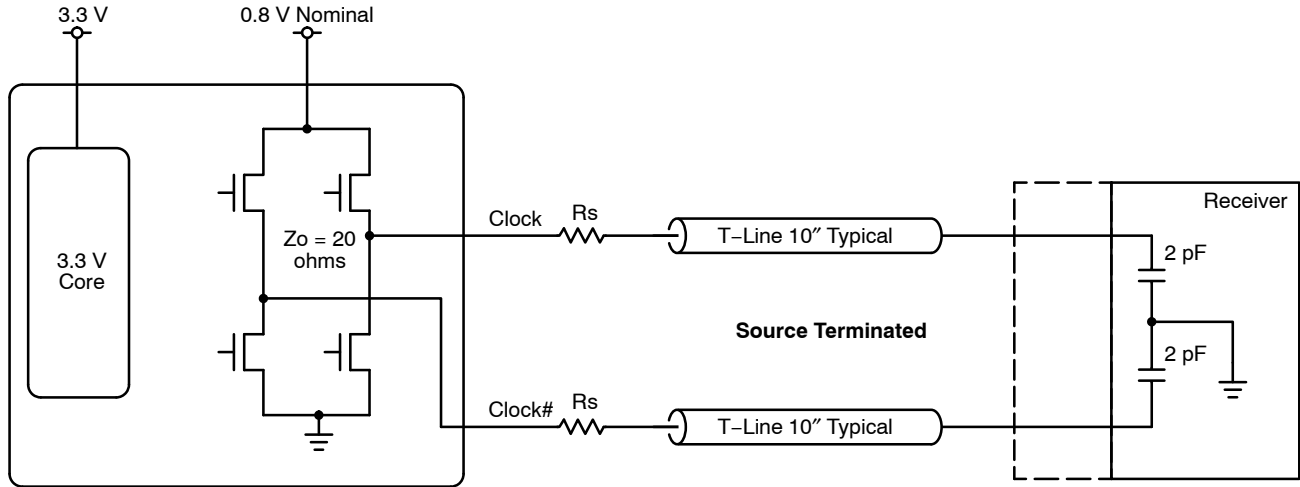 3.3 V
0.8 V Nominal
3.3 V
Core
Zo = 20
ohms
Clock
Rs
T−Line 10″ Typical
Receiver
2 pF
Source Terminated
2 pF
Clock#
Rs
T−Line 10″ Typical